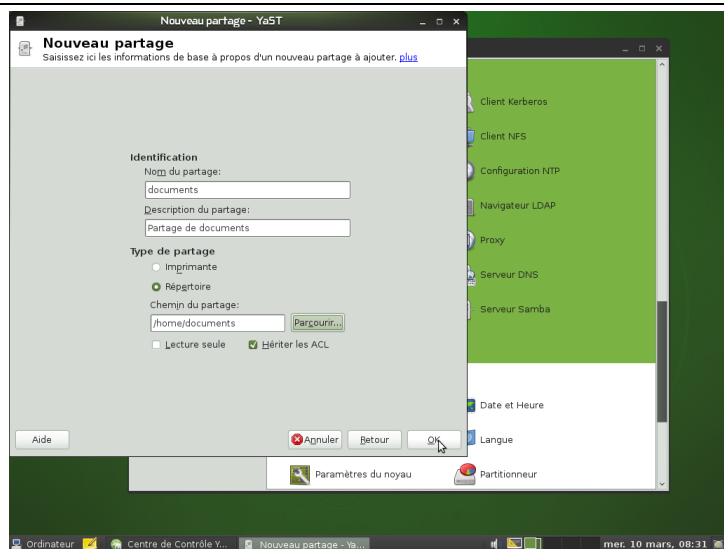 Nouveau partage - YaST
Nouveau partage
Saisissez ici les informations de base à propos d'un nouveau partage à ajouter. plus
Identification
Nom du partage:
documents
Description du partage:
Partage de documents
Type de partage
Imprimante
Répertoire
Chemin du partage:
/home/documents
Parcourir...
Lecture seule
Hériter les ACL
Aide
Annuler
Retour
OK
Client Kerberos
Client NFS
Configuration NTP
Navigateur LDAP
Proxy
Serveur DNS
Serveur Samba
Date et Heure
Langue
Paramètres du noyau
Partitionneur
Ordinateur
Centre de Contrôle Y...
Nouveau partage - Ya...
mer. 10 mars, 08:31